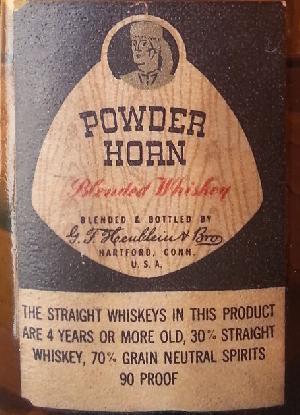 POWDER
HORN
Blended Whiskey
BLENDED & BOTTLED BY
G. F. Heublein & Bro.
HARTFORD, CONN.
U. S. A.
THE STRAIGHT WHISKEYS IN THIS PRODUCT
ARE 4 YEARS OR MORE OLD, 30% STRAIGHT
WHISKEY, 70% GRAIN NEUTRAL SPIRITS
90 PROOF